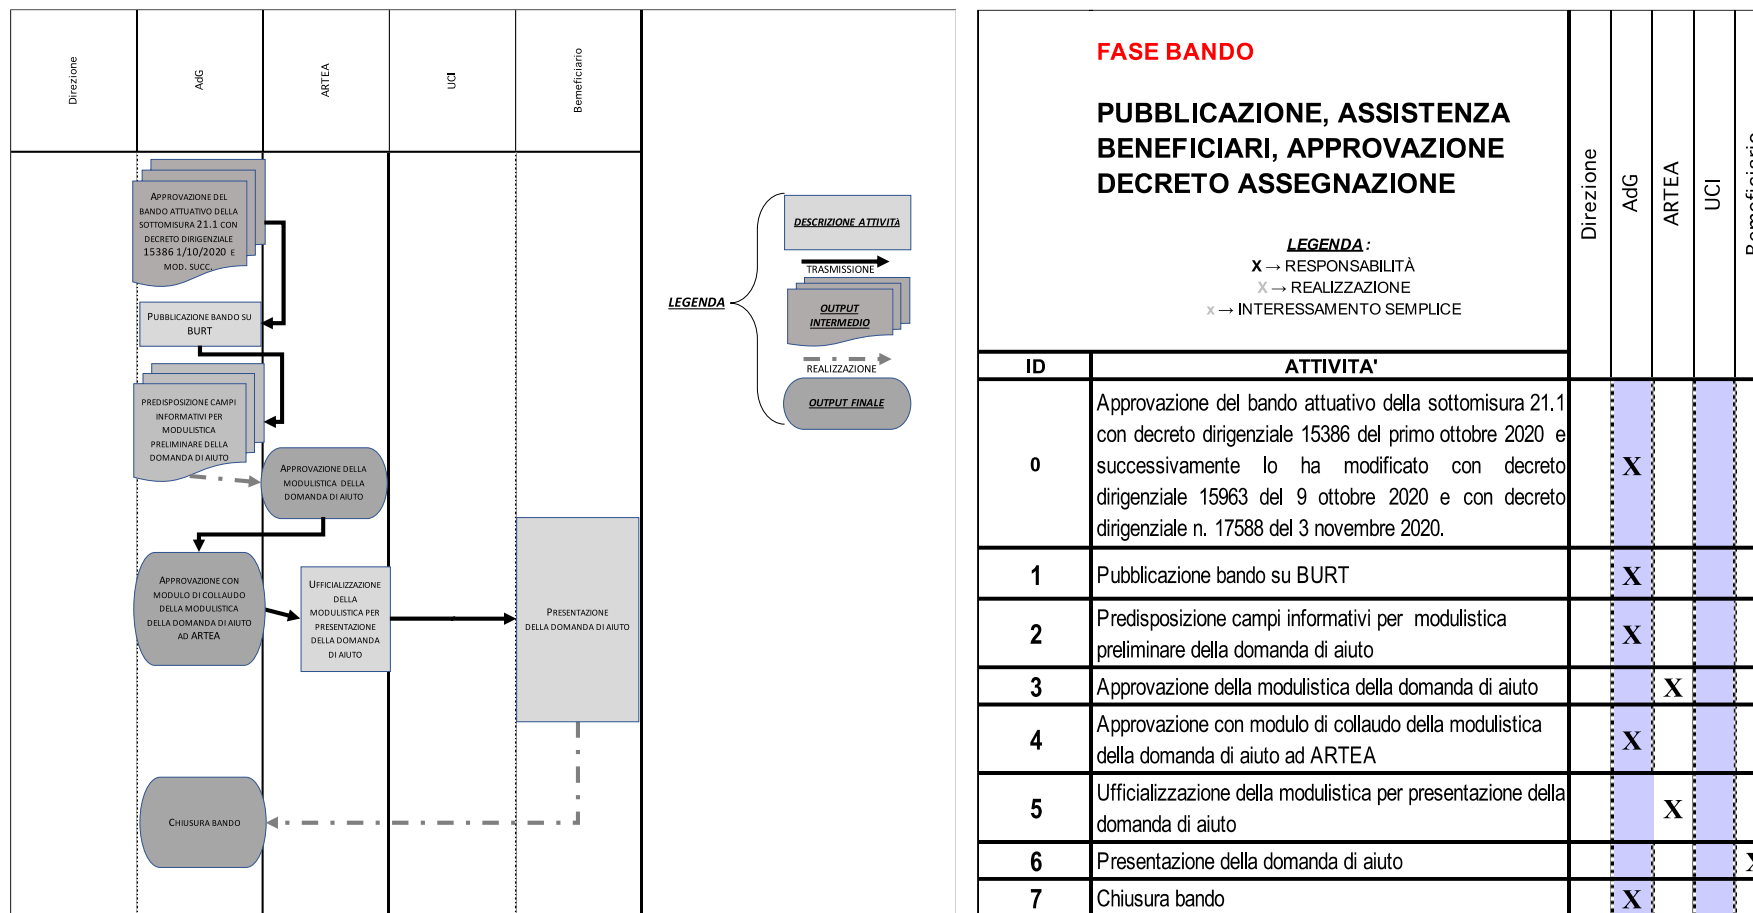 Direzione
AdG
ARTEA
UCI
Bemeficiario
APPROVAZIONE DEL
BANDO ATTUATIVO DELLA
SOTTOMISURA 21.1 CON
DECRETO DIRIGENZIALE
15386 1/10/2020 E
MOD. SUCC.
PUBBLICAZIONE BANDO SU
BURT
PREDISPOSIZIONE CAMPI
INFORMATIVI PER
MODULISTICA
PRELIMINARE DELLA
DOMANDA DI AIUTO
APPROVAZIONE DELLA
MODULISTICA DELLA
DOMANDA DI AIUTO
APPROVAZIONE CON
MODULO DI COLLAUDO
DELLA MODULISTICA
DELLA DOMANDA DI AIUTO
AD ARTEA
UFFICIALIZZAZIONE
DELLA
MODULISTICA PER
PRESENTAZIONE
DELLA DOMANDA
DI AIUTO
PRESENTAZIONE
DELLA DOMANDA DI AIUTO
CHIUSURA BANDO
LEGENDA
DESCRIZIONE ATTIVITÀ
TRASMISSIONE
OUTPUT
INTERMEDIO
REALIZZAZIONE
OUTPUT FINALE
FASE BANDO
PUBBLICAZIONE, ASSISTENZA
BENEFICIARI, APPROVAZIONE
DECRETO ASSEGNAZIONE
LEGENDA :
X → RESPONSABILITÀ
X → REALIZZAZIONE
x → INTERESSAMENTO SEMPLICE
Direzione
AdG
ARTEA
UCI
Bemeficiario
ID ATTIVITA'
0 Approvazione del bando attuativo della sottomisura 21.1
con decreto dirigenziale 15386 del primo ottobre 2020 e
successivamente lo ha modificato con decreto X
dirigenziale 15963 del 9 ottobre 2020 e con decreto
dirigenziale n. 17588 del 3 novembre 2020.
1 Pubblicazione bando su BURT X
2 Predisposizione campi informativi per modulistica X
preliminare della domanda di aiuto
3 Approvazione della modulistica della domanda di aiuto X
4 Approvazione con modulo di collaudo della modulistica X
della domanda di aiuto ad ARTEA
5 Ufficializzazione della modulistica per presentazione della X
domanda di aiuto
6 Presentazione della domanda di aiuto X
7 Chiusura bando X